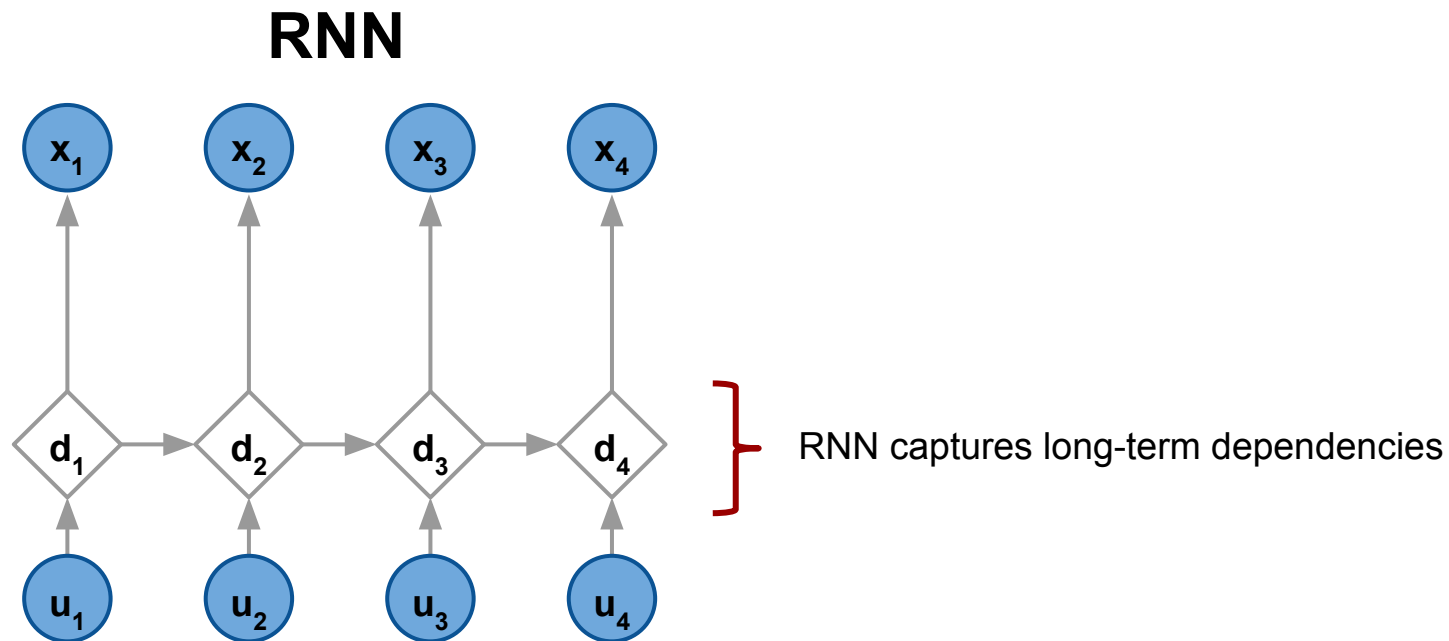 RNN
x1 x2 x3 x4
d1 d2 d3 d4
RNN captures long-term dependencies
u1 u2 u3 u4